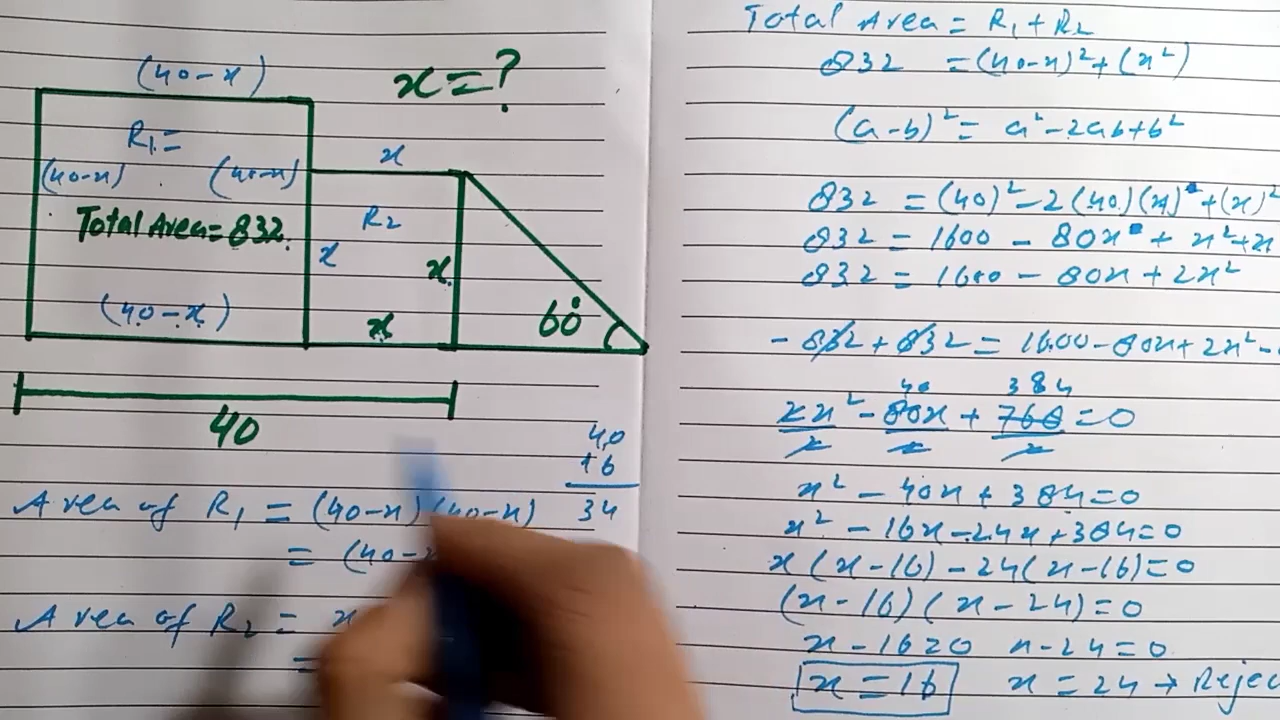 (40-x)
x=?
R₁=
x
(40-x)
(40-x)
R₂
Total Area=832.
x
x
(40-x)
x
60°
40
40
16
34
Area of R₁ = (40-x)(40-x)
= (40-
Area of R₂ = x
=
Total Area = R₁+R₂
832 =(40-x)²+(x²)
(a-b)²= a²-2ab+b²
832 =(40)²-2(40)(x)+(x)²
832 = 1600 - 80x + x²+x
832 = 1600 - 80x + 2x²
-832+832= 1600-80x+2x²-
40 384
2x²-80x+768=0
2 2 2
x²-40x+384=0
x²-16x-24x+384=0
x(x-16)-24(x-16)=0
(x-16)(x-24)=0
x-16=0 x-24=0
x=16 x=24→Rejec